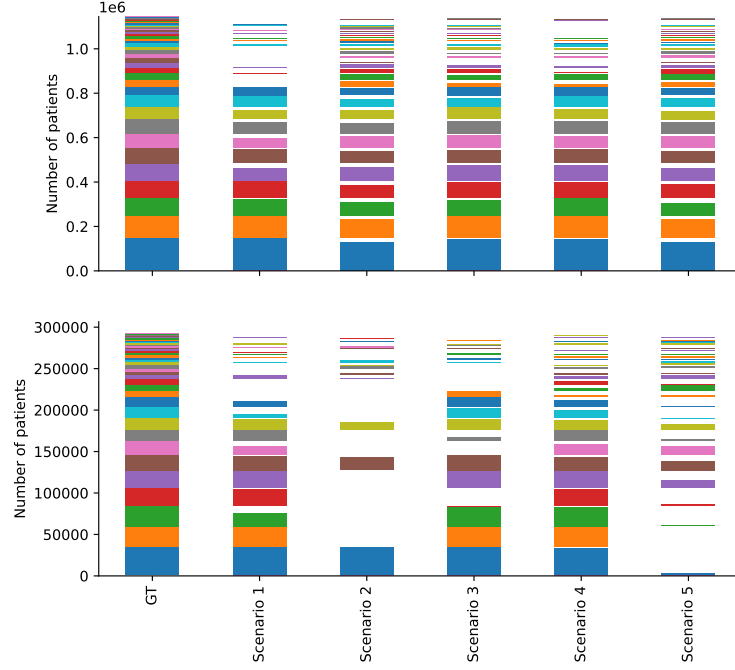 1e6
1.0
0.8
0.6
0.4
0.2
0.0
Number of patients
300000
250000
200000
150000
100000
50000
0
Number of patients
GT
Scenario 1
Scenario 2
Scenario 3
Scenario 4
Scenario 5